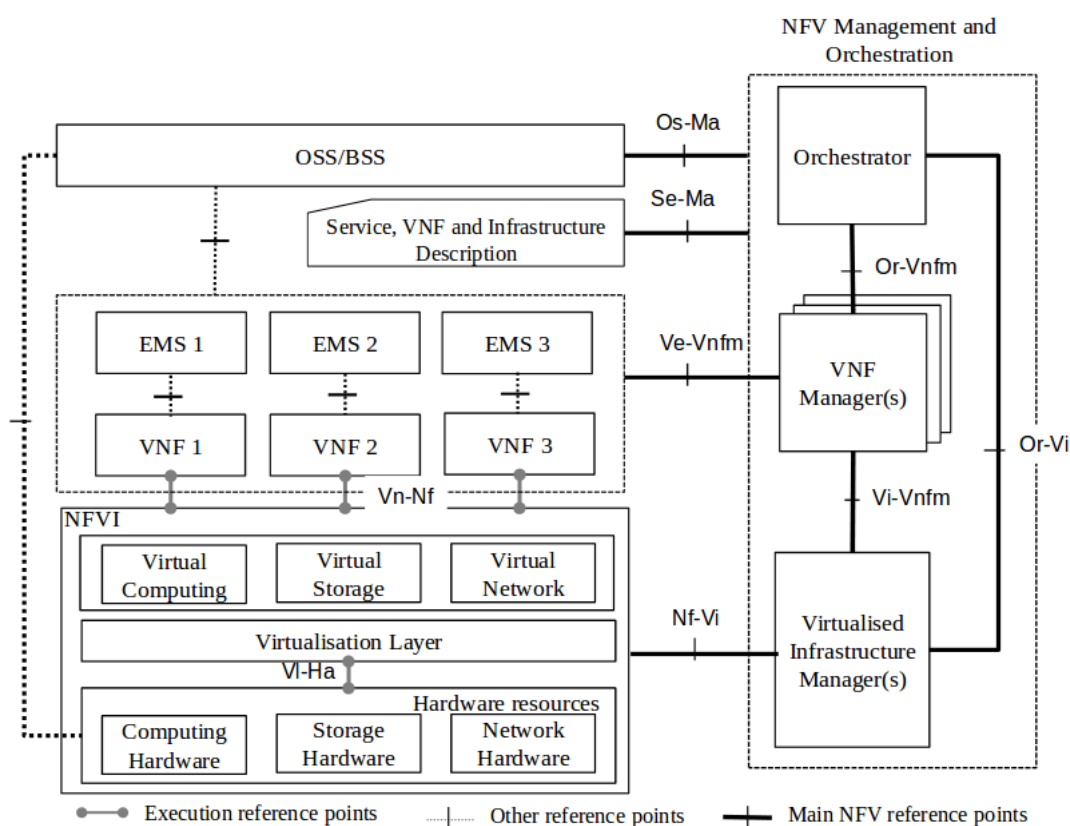 NFV Management and
Orchestration
Os-Ma
OSS/BSS
Orchestrator
Se-Ma
Service, VNF and Infrastructure
Description
Or-Vnfm
EMS 1
EMS 2
EMS 3
Ve-Vnfm
VNF
Manager(s)
VNF 1
VNF 2
VNF 3
Or-Vi
Vn-Nf
Vi-Vnfm
NFVI
Virtual
Computing
Virtual
Storage
Virtual
Network
Nf-Vi
Virtualised
Infrastructure
Manager(s)
Virtualisation Layer
Vl-Ha
Hardware resources
Computing
Hardware
Storage
Hardware
Network
Hardware
Execution reference points
Other reference points
Main NFV reference points